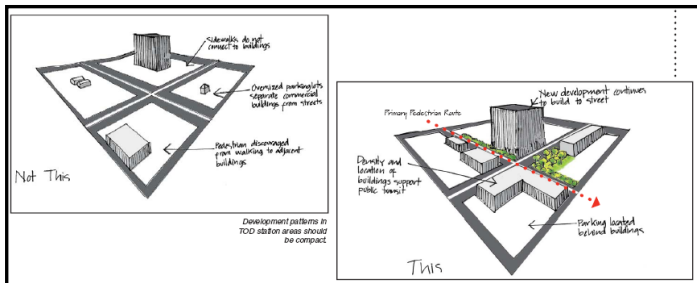 Sidewalks do not
connect to buildings
Oversized parking lots
separate commercial
buildings from streets
Pedestrian discouraged
from walking to adjacent
buildings
Not This
Development patterns in
TOD station areas should
be compact.
New development continues
to build to street
Primary Pedestrian Route
Density and
location of
buildings support
public transit
Parking located
behind buildings
This